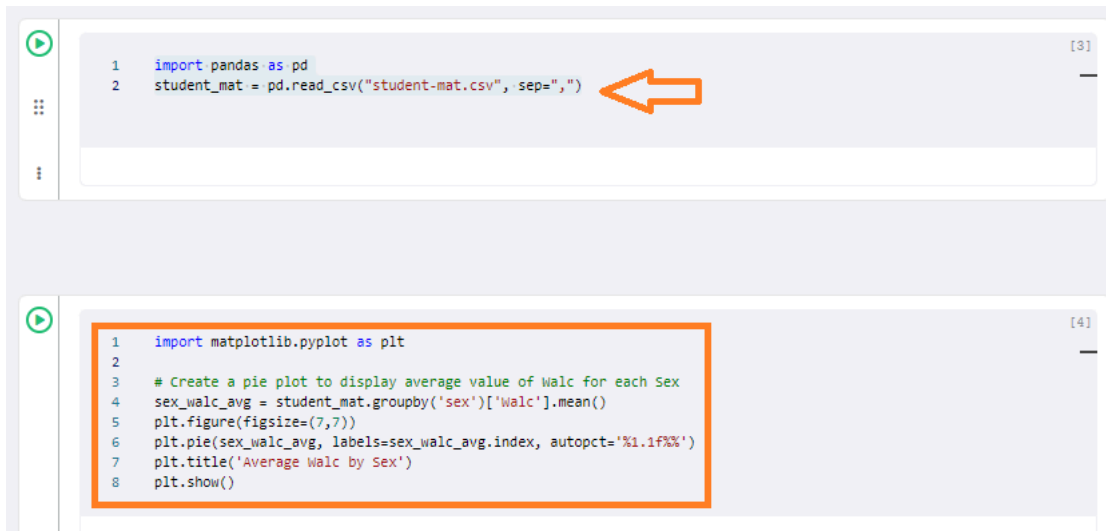 [3]
1 import pandas as pd
2 student_mat = pd.read_csv("student-mat.csv", sep=",")
[4]
1 import matplotlib.pyplot as plt
2
3 # Create a pie plot to display average value of Walc for each Sex
4 sex_walc_avg = student_mat.groupby('sex')['Walc'].mean()
5 plt.figure(figsize=(7,7))
6 plt.pie(sex_walc_avg, labels=sex_walc_avg.index, autopct='%1.1f%%')
7 plt.title('Average Walc by Sex')
8 plt.show()